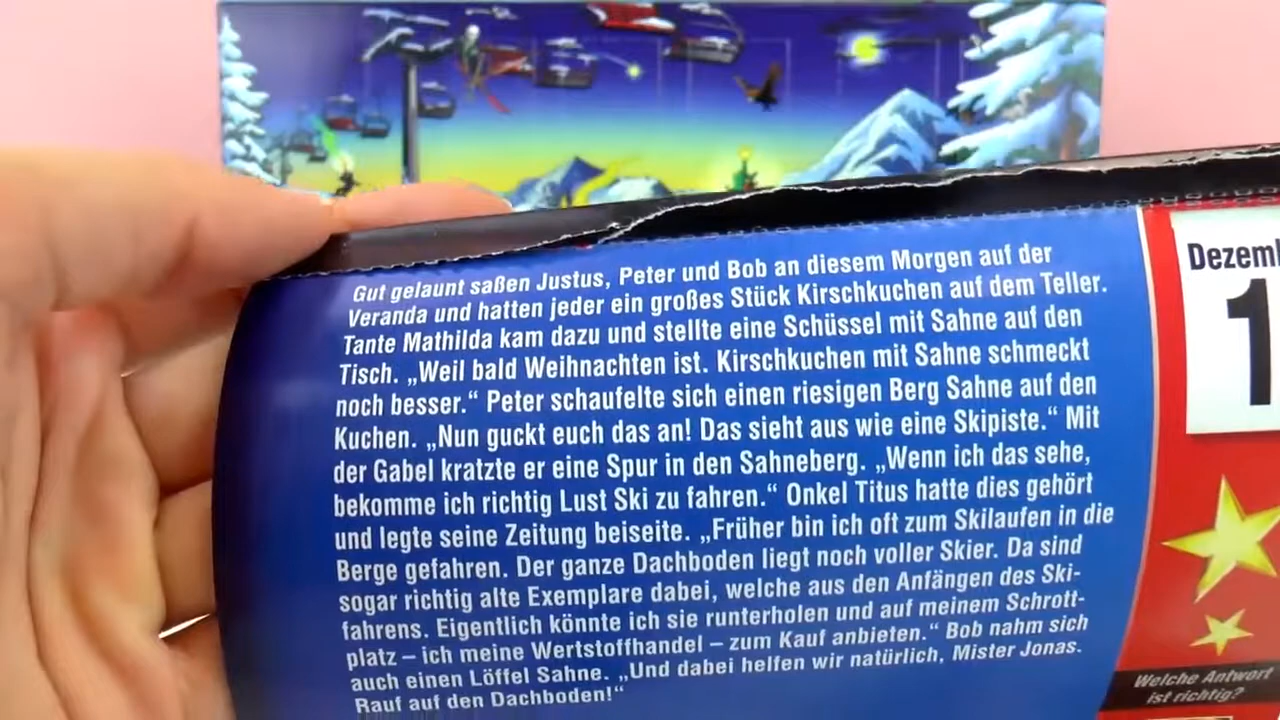 Gut gelaunt saßen Justus, Peter und Bob an diesem Morgen auf der
Veranda und hatten jeder ein großes Stück Kirschkuchen auf dem Teller.
Tante Mathilda kam dazu und stellte eine Schüssel mit Sahne auf den
Tisch. „Weil bald Weihnachten ist. Kirschkuchen mit Sahne schmeckt
noch besser.“ Peter schaufelte sich einen riesigen Berg Sahne auf den
Kuchen. „Nun guckt euch das an! Das sieht aus wie eine Skipiste.“ Mit
der Gabel kratzte er eine Spur in den Sahneberg. „Wenn ich das sehe,
bekomme ich richtig Lust Ski zu fahren.“ Onkel Titus hatte dies gehört
und legte seine Zeitung beiseite. „Früher bin ich oft zum Skilaufen in die
Berge gefahren. Der ganze Dachboden liegt noch voller Skier. Da sind
sogar richtig alte Exemplare dabei, welche aus den Anfängen des Ski-
fahrens. Eigentlich könnte ich sie runterholen und auf meinem Schrott-
platz – ich meine Wertstoffhandel – zum Kauf anbieten.“ Bob nahm sich
auch einen Löffel Sahne. „Und dabei helfen wir natürlich, Mister Jonas.
Rauf auf den Dachboden!“
Dezem
1
Welche Antwort
ist richtig?